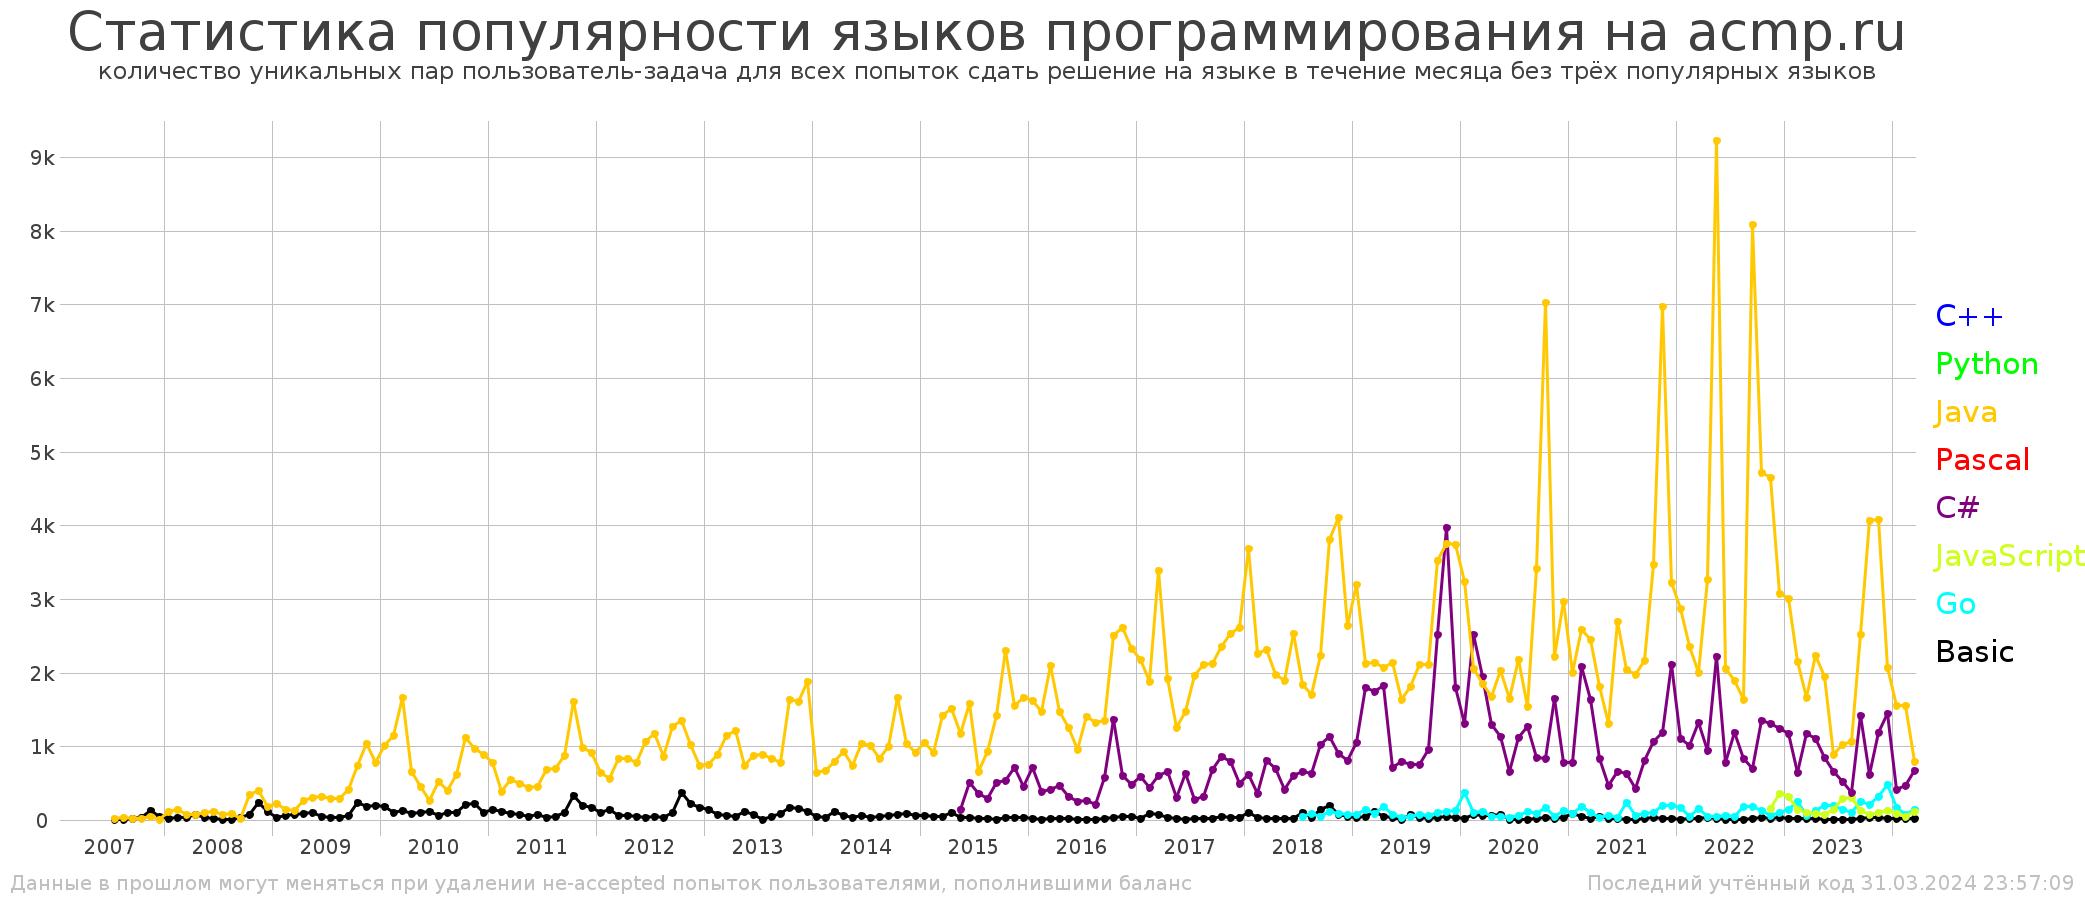 Статистика популярности языков программирования на acmp.ru
количество уникальных пар пользователь-задача для всех попыток сдать решение на языке в течение месяца без трёх популярных языков
9k
8k
7k
6k
5k
4k
3k
2k
1k
0
2007 2008 2009 2010 2011 2012 2013 2014 2015 2016 2017 2018 2019 2020 2021 2022 2023
C++
Python
Java
Pascal
C#
JavaScript
Go
Basic
Данные в прошлом могут меняться при удалении не-accepted попыток пользователями, пополнившими баланс
Последний учтённый код 31.03.2024 23:57:09